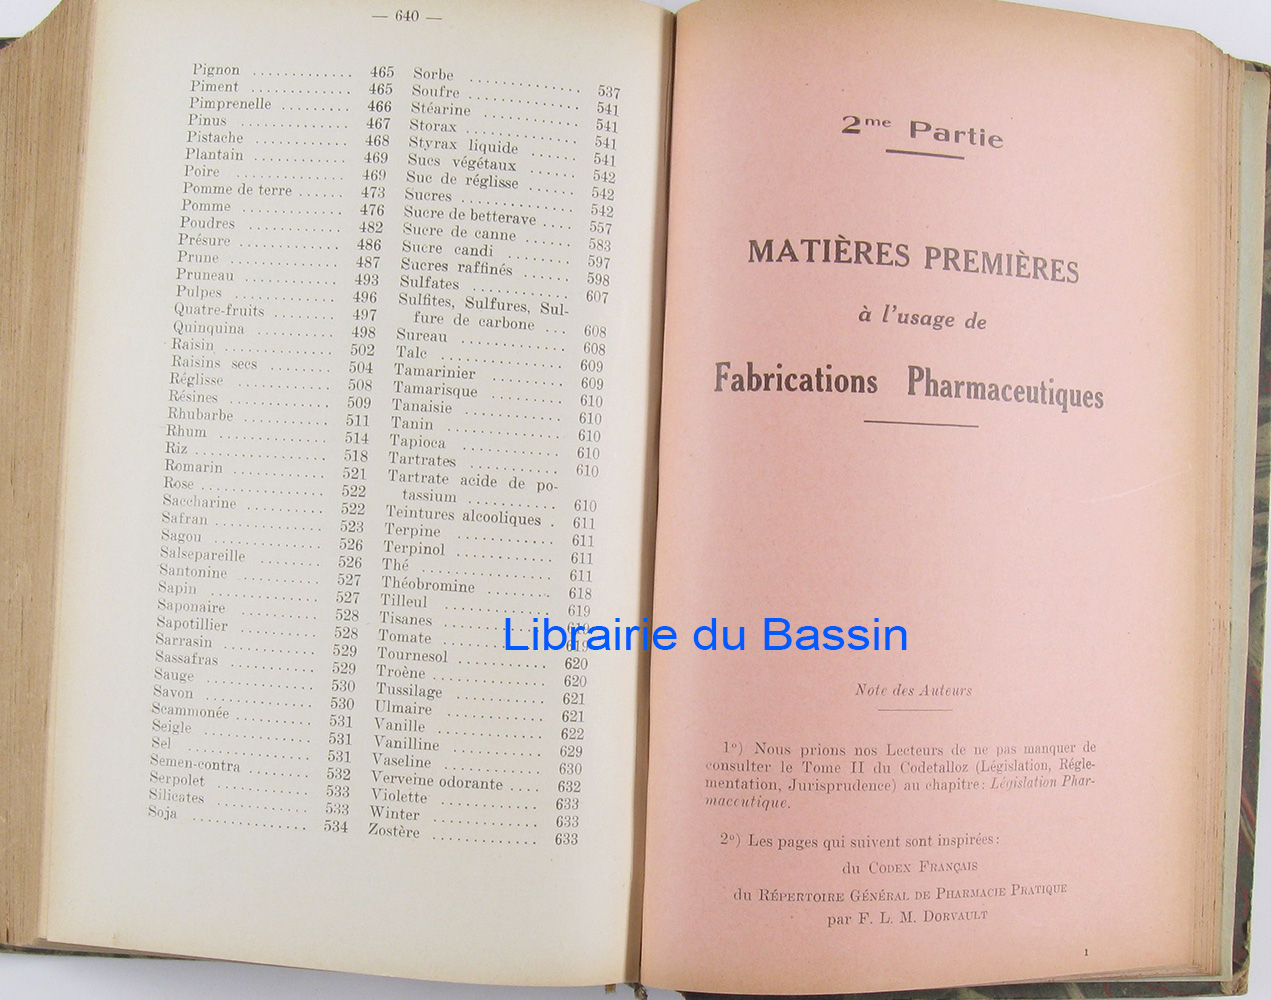 — 640 —
Pignon ............. 465
Piment ............. 465
Pimprenelle ......... 466
Pinus .............. 467
Pistache ............ 468
Plantain ............ 469
Poire .............. 469
Pomme de terre ...... 473
Pomme ............. 476
Poudres ............ 482
Présure ............ 486
Prune .............. 487
Pruneau ............ 493
Pulpes ............. 496
Quatre-fruits ........ 497
Quinquina .......... 498
Raisin .............. 502
Raisins secs ......... 504
Réglisse ............ 508
Résines ............. 509
Rhubarbe ........... 511
Rhum .............. 514
Riz ................. 518
Romarin ............ 521
Rose ............... 522
Saccharine .......... 522
Safran .............. 523
Sagou .............. 526
Salsepareille ......... 526
Santonine ........... 527
Sapin ............... 527
Saponaire ........... 528
Sapotillier ........... 528
Sarrasin ............. 529
Sassafras ............ 529
Sauge ............... 530
Savon ............... 530
Scammonée .......... 531
Seigle ............... 531
Sel .................. 531
Semen-contra ........ 532
Serpolet ............. 533
Silicates ............. 533
Soja ................ 534
Sorbe .............. 537
Soufre .............. 541
Stéarine ............ 541
Storax .............. 541
Styrax liquide ...... 541
Sucs végétaux ...... 542
Suc de réglisse ...... 542
Sucres .............. 542
Sucre de betterave .... 557
Sucre de canne ...... 583
Sucre candi ........ 597
Sucres raffinés ...... 598
Sulfates ............ 607
Sulfites, Sulfures, Sul-
fure de carbone ... 608
Sureau .............. 608
Talc ................ 609
Tamarinier .......... 609
Tamarisque .......... 610
Tanaisie ............ 610
Tanin ............... 610
Tapioca ............. 610
Tartrates ............ 610
Tartrate acide de po-
tassium ............ 610
Teintures alcooliques . 611
Terpine ............. 611
Terpinol ............. 611
Thé ................. 611
Théobromine ........ 618
Tilleul ............... 619
Tisanes ..............
Tomate .............. 619
Tournesol ............ 620
Troène ............... 620
Tussilage ............ 621
Ulmaire ............. 621
Vanille .............. 622
Vanilline ............ 629
Vaseline ............. 630
Verveine odorante .... 632
Violette .............. 633
Winter .............. 633
Zostère .............. 633
2me Partie
MATIÈRES PREMIÈRES
à l'usage de
Fabrications Pharmaceutiques
Librairie du Bassin
Note des Auteurs
1º) Nous prions nos Lecteurs de ne pas manquer de
consulter le Tome II du Codetalloz (Législation, Régle-
mentation, Jurisprudence) au chapitre: Législation Phar-
maceutique.
2º) Les pages qui suivent sont inspirées:
du CODEX FRANÇAIS
du RÉPERTOIRE GÉNÉRAL DE PHARMACIE PRATIQUE
par F. L. M. DORVAULT
1